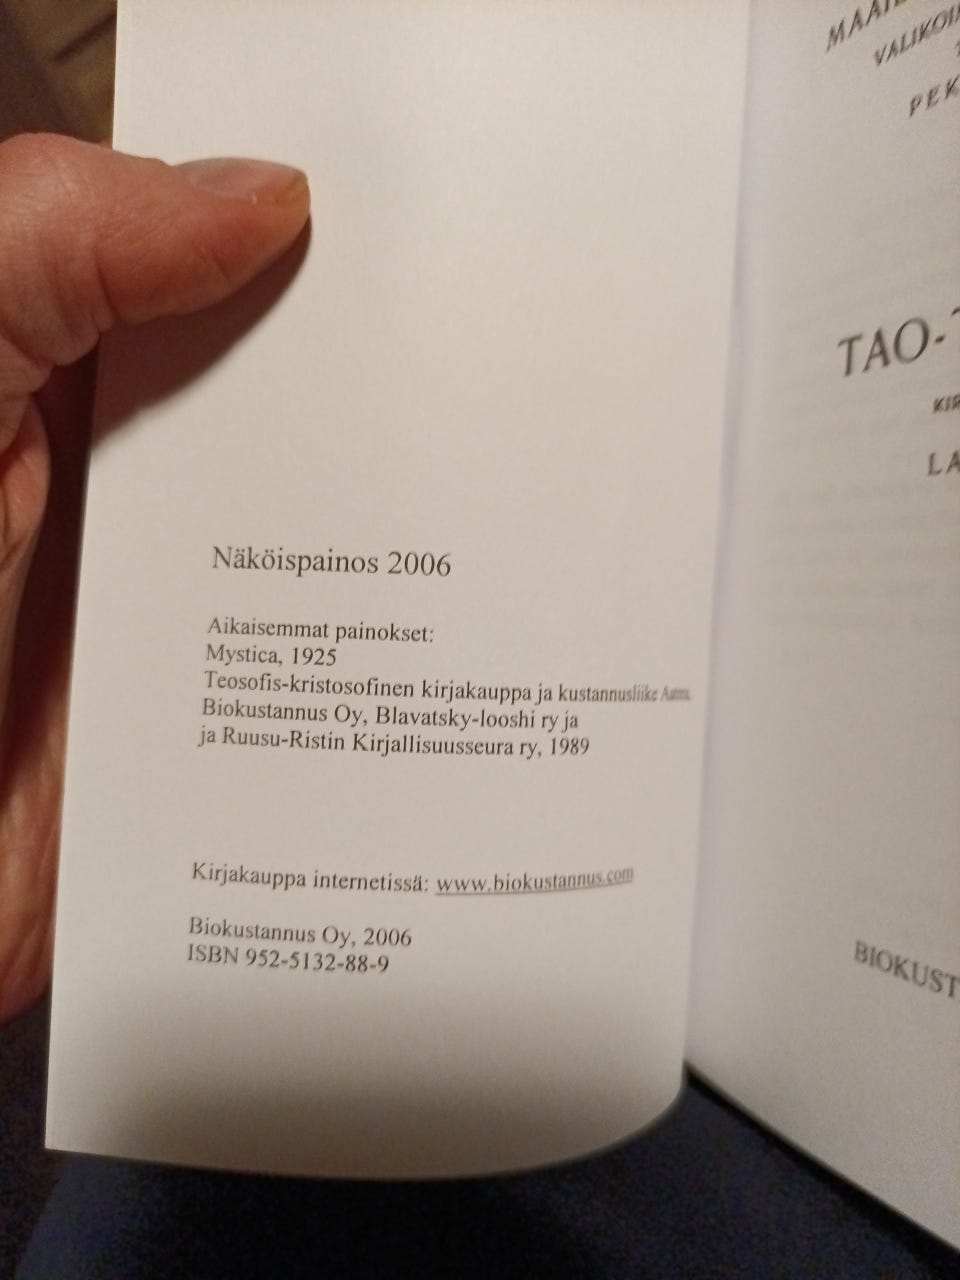 Näköispainos 2006
Aikaisemmat painokset:
Mystica, 1925
Teosofis-kristosofinen kirjakauppa ja kustannusliike
Biokustannus Oy, Blavatsky-looshi ry ja
ja Ruusu-Ristin Kirjallisuusseura ry, 1989
Kirjakauppa internetissä: www.biokustannus.com
Biokustannus Oy, 2006
ISBN 952-5132-88-9
TAO-